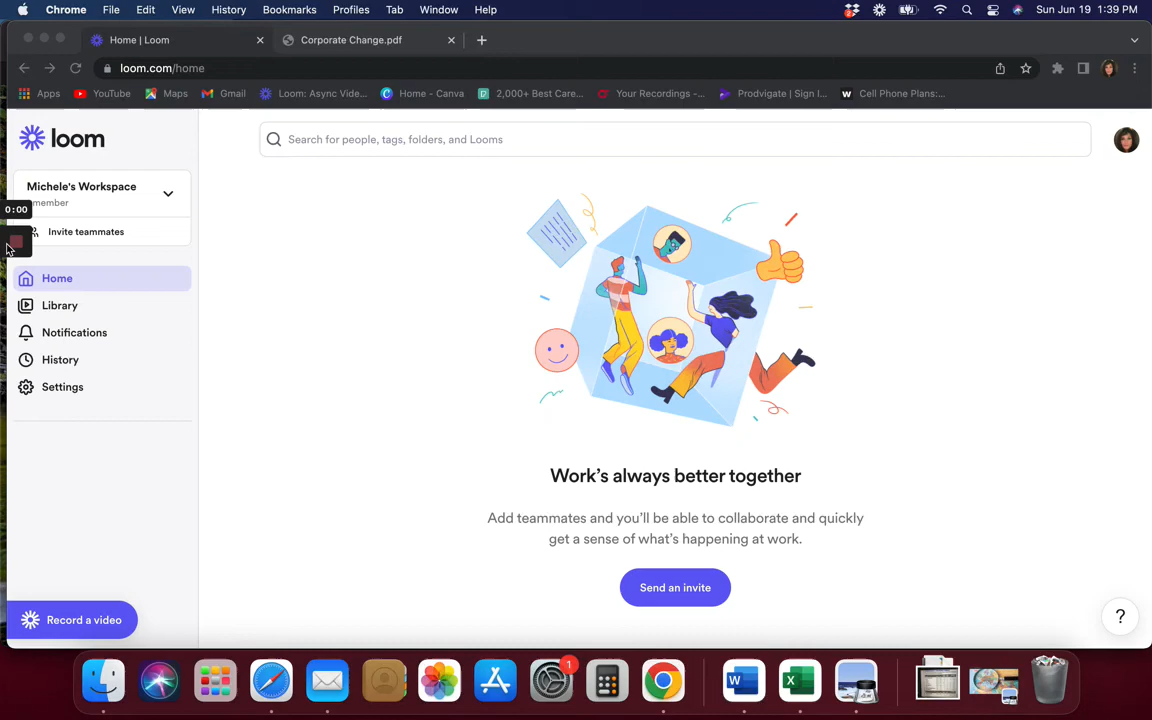 Chrome File Edit View History Bookmarks Profiles Tab Window Help Sun Jun 19 1:39 PM
Home | Loom Corporate Change.pdf
loom.com/home
Apps YouTube Maps Gmail Loom: Async Vide... Home - Canva 2,000+ Best Care... Your Recordings -... Prodvigate | Sign I... Cell Phone Plans:...
loom
Search for people, tags, folders, and Looms
Michele's Workspace
member
0:00
Invite teammates
Home
Library
Notifications
History
Settings
Work's always better together
Add teammates and you'll be able to collaborate and quickly
get a sense of what's happening at work.
Send an invite
Record a video
?
1
W X